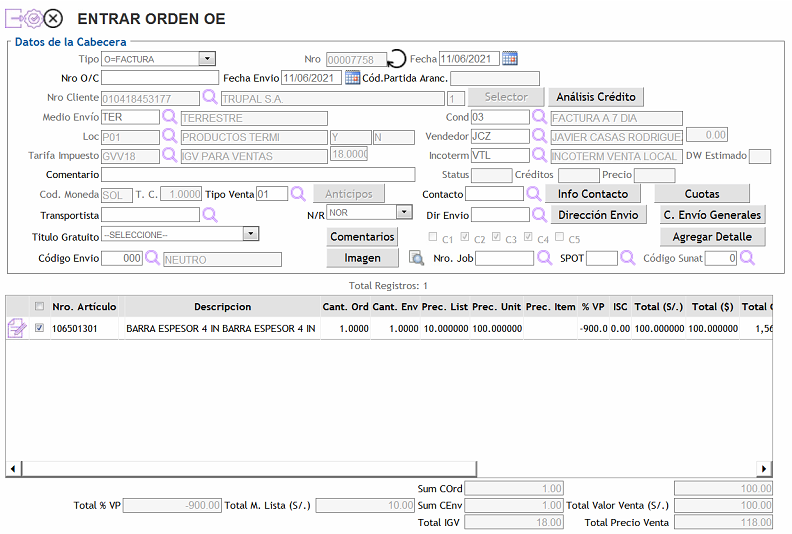 ENTRAR ORDEN OE
Datos de la Cabecera
Tipo O=FACTURA Nro 00007758 Fecha 11/06/2021
Nro O/C Fecha Envio 11/06/2021 Cód.Partida Aranc.
Nro Cliente 010418453177 TRUPAL S.A. 1 Selector Análisis Crédito
Medio Envío TER TERRESTRE Cond 03 FACTURA A 7 DIA
Loc P01 PRODUCTOS TERMI Y N Vendedor JCZ JAVIER CASAS RODRIGUE. 0.00
Tarifa Impuesto GVV18 IGV PARA VENTAS 18.0000 Incoterm VTL INCOTERM VENTA LOCAL DW Estimado
Comentario Status Créditos Precio
Cod. Moneda SOL T. C. 1.0000 Tipo Venta 01 Anticipos Contacto Info Contacto Cuotas
Transportista N/R NOR Dir Envío Dirección Envio C. Envío Generales
Titulo Gratuito --SELECCIONE-- Comentarios C1 C2 C3 C4 C5 Agregar Detalle
Código Envio 000 NEUTRO Imagen Nro. Job SPOT Código Sunat 0
Total Registros: 1
Nro. Artículo Descripcion Cant. Ord Cant. Env Prec. List Prec. Unit Prec. Item % VP ISC Total (S/.) Total ($) Total C
106501301 BARRA ESPESOR 4 IN BARRA ESPESOR 4 IN 1.0000 1.0000 10.000000 100.000000 -900.0 0.00 100.000000 100.000000 1,56
Sum COrd 1.00 100.00
Total % VP -900.00 Total M. Lista (S/.) 10.00 Sum CEnv 1.00 Total Valor Venta (S/.) 100.00
Total IGV 18.00 Total Precio Venta 118.00